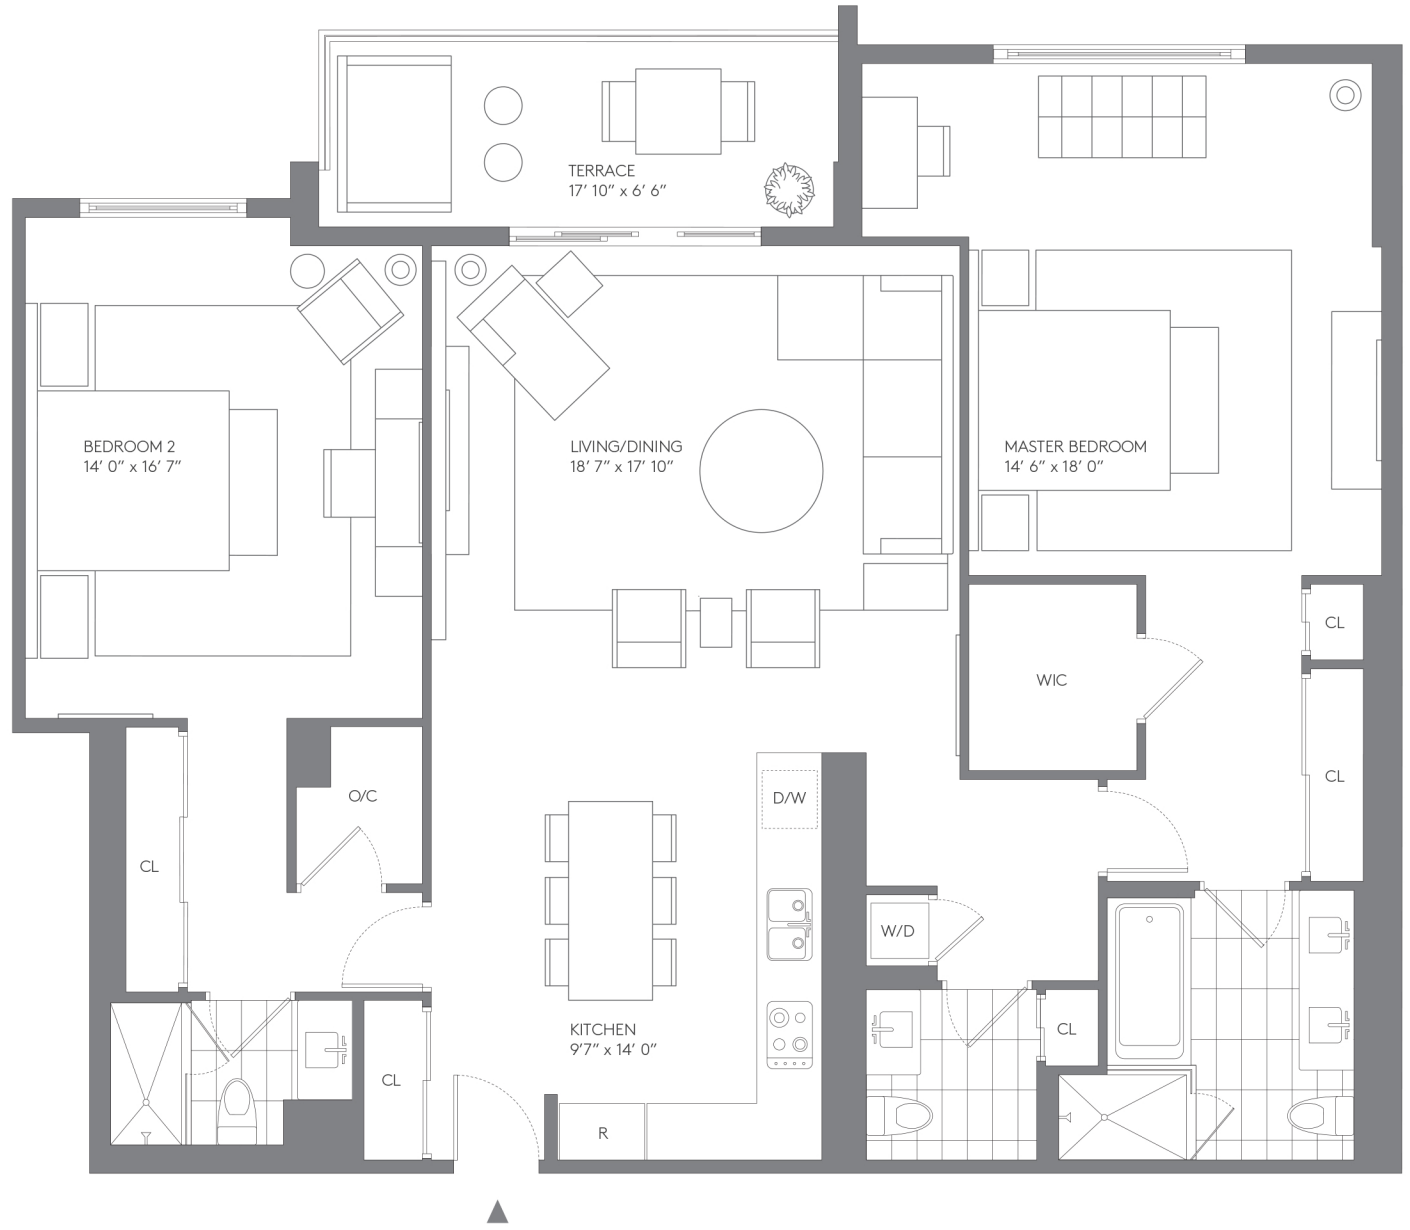 TERRACE
17' 10" x 6' 6"
BEDROOM 2
14' 0" x 16' 7"
LIVING/DINING
18' 7" x 17' 10"
MASTER BEDROOM
14' 6" x 18' 0"
CL
WIC
CL
O/C
D/W
CL
W/D
KITCHEN
9'7" x 14' 0"
CL
CL
R